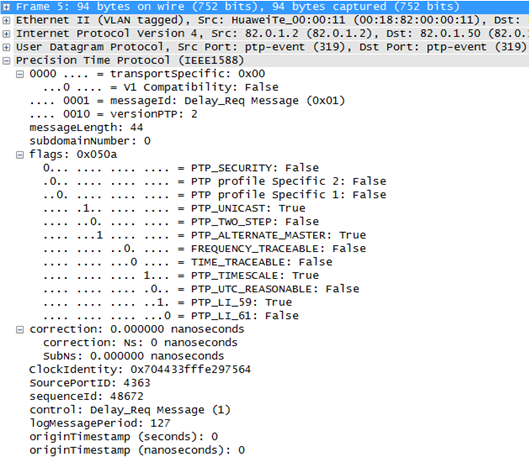 Frame 5: 94 bytes on wire (752 bits), 94 bytes captured (752 bits)
Ethernet II (VLAN tagged), Src: HuaweiTe_00:00:11 (00:18:82:00:00:11), Dst:
Internet Protocol Version 4, Src: 82.0.1.2 (82.0.1.2), Dst: 82.0.1.50 (82.0.
User Datagram Protocol, Src Port: ptp-event (319), Dst Port: ptp-event (319)
Precision Time Protocol (IEEE1588)
0000 .... = transportSpecific: 0x00
...0 .... = V1 Compatibility: False
.... 0001 = messageId: Delay_Req Message (0x01)
.... 0010 = versionPTP: 2
messageLength: 44
subdomainNumber: 0
flags: 0x050a
0... .... .... .... = PTP_SECURITY: False
.0.. .... .... .... = PTP profile Specific 2: False
..0. .... .... .... = PTP profile Specific 1: False
.... .1.. .... .... = PTP_UNICAST: True
.... ..0. .... .... = PTP_TWO_STEP: False
.... ...1 .... .... = PTP_ALTERNATE_MASTER: True
.... .... ..0. .... = FREQUENCY_TRACEABLE: False
.... .... ...0 .... = TIME_TRACEABLE: False
.... .... .... 1... = PTP_TIMESCALE: True
.... .... .... .0.. = PTP_UTC_REASONABLE: False
.... .... .... ..1. = PTP_LI_59: True
.... .... .... ...0 = PTP_LI_61: False
correction: 0.000000 nanoseconds
correction: Ns: 0 nanoseconds
SubNs: 0.000000 nanoseconds
ClockIdentity: 0x704433fffe297564
SourcePortID: 4363
sequenceId: 48672
control: Delay_Req Message (1)
logMessagePeriod: 127
originTimestamp (seconds): 0
originTimestamp (nanoseconds): 0